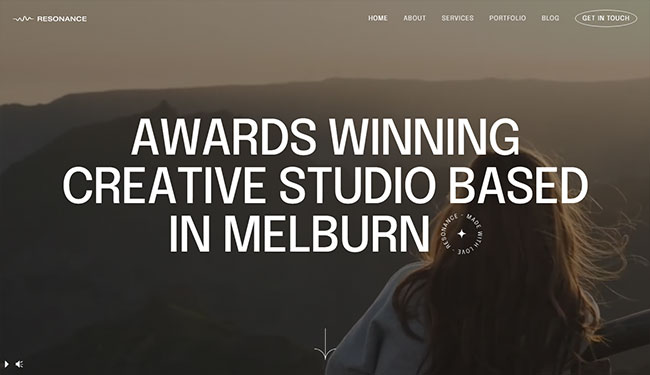 RESONANCE
HOME ABOUT SERVICES PORTFOLIO BLOG GET IN TOUCH
AWARDS WINNING
CREATIVE STUDIO BASED
IN MELBURN
RESONANCE - MADE WITH LOVE -